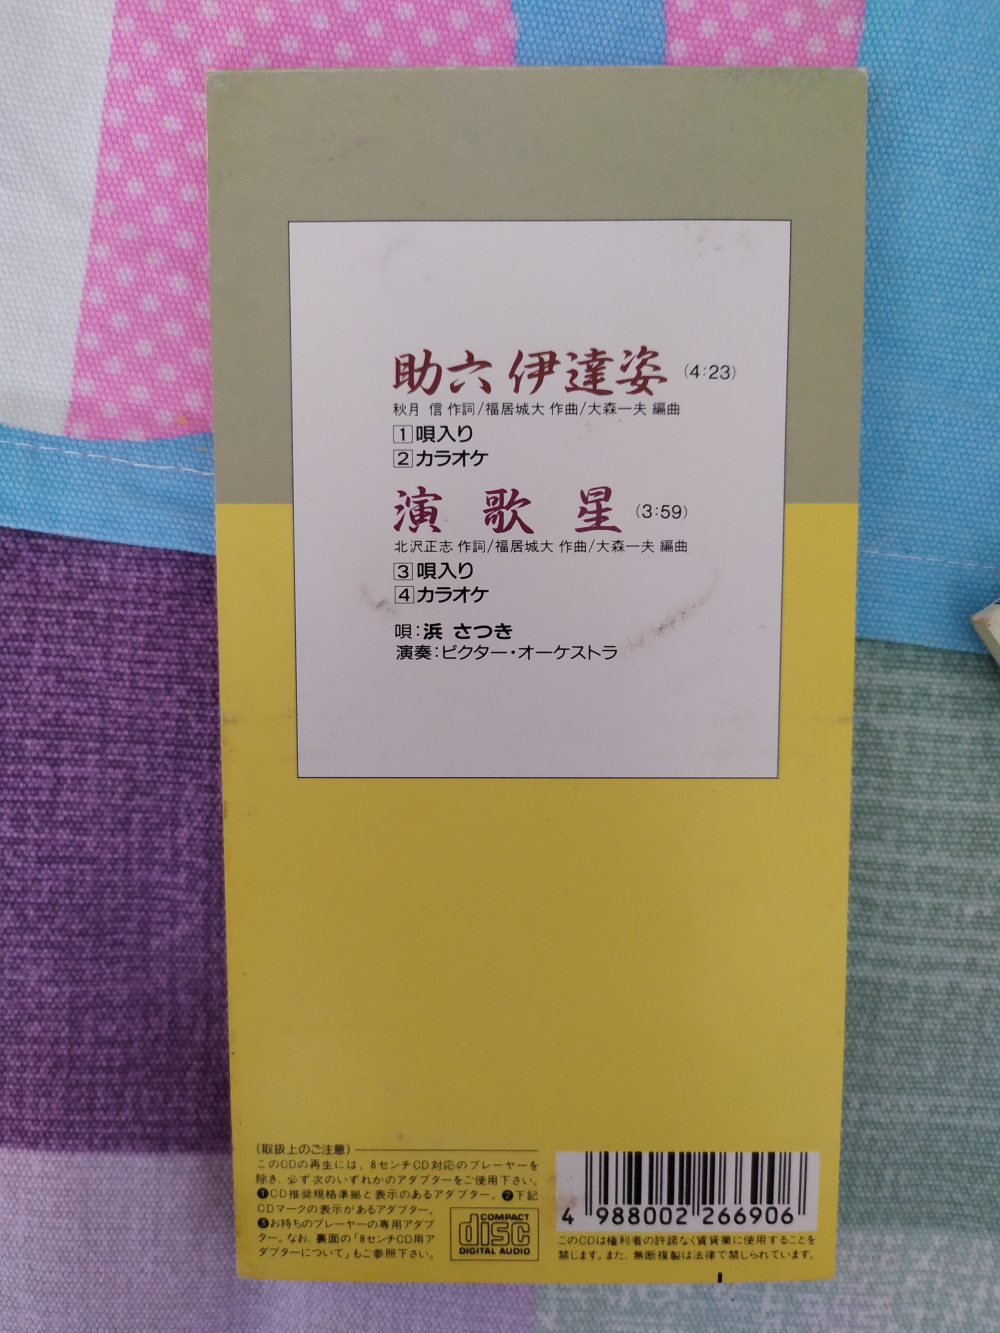 助六 伊達姿 (4:23)
秋月 信 作詞/福居城大 作曲/大森一夫 編曲
1 唄入り
2 カラオケ
演歌星 (3:59)
北沢正志 作詞/福居城大 作曲/大森一夫 編曲
3 唄入り
4 カラオケ
唄:浜 さつき
演奏:ビクター・オーケストラ
(取扱上のご注意)
このCDの再生には、8センチCD対応のプレーヤーを
除き、必ず次のいずれかのアダプターをご使用下さい。
❶CD推奨規格準拠と表示のあるアダプター。❷下記
CDマークの表示があるアダプター。
❸お持ちのプレーヤーの専用アダプ
ター。なお、裏面の「8センチCD用ア
ダプターについて」もご参照下さい。
COMPACT
disc
DIGITAL AUDIO
4 988002 266906
このCDは権利者の許諾なく賃貸業に使用することを
禁じます。また、無断複製は法律で禁じられています。